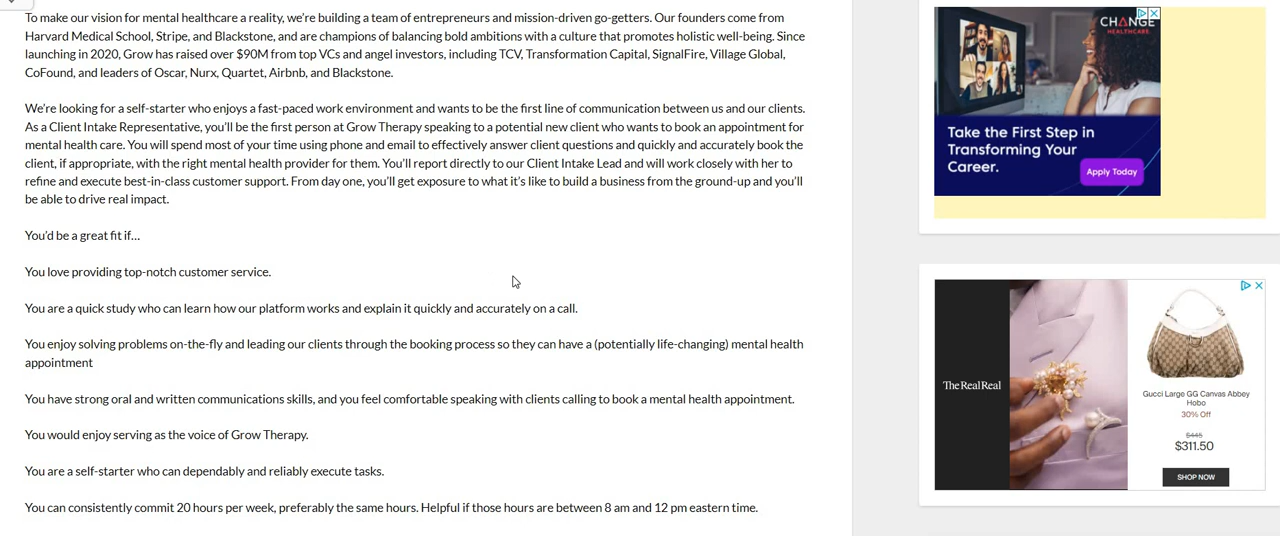 To make our vision for mental healthcare a reality, we're building a team of entrepreneurs and mission-driven go-getters. Our founders come from
Harvard Medical School, Stripe, and Blackstone, and are champions of balancing bold ambitions with a culture that promotes holistic well-being. Since
launching in 2020, Grow has raised over $90M from top VCs and angel investors, including TCV, Transformation Capital, SignalFire, Village Global,
CoFound, and leaders of Oscar, Nurx, Quartet, Airbnb, and Blackstone.
We're looking for a self-starter who enjoys a fast-paced work environment and wants to be the first line of communication between us and our clients.
As a Client Intake Representative, you'll be the first person at Grow Therapy speaking to a potential new client who wants to book an appointment for
mental health care. You will spend most of your time using phone and email to effectively answer client questions and quickly and accurately book the
client, if appropriate, with the right mental health provider for them. You'll report directly to our Client Intake Lead and will work closely with her to
refine and execute best-in-class customer support. From day one, you'll get exposure to what it's like to build a business from the ground-up and you'll
be able to drive real impact.
You'd be a great fit if...
You love providing top-notch customer service.
You are a quick study who can learn how our platform works and explain it quickly and accurately on a call.
You enjoy solving problems on-the-fly and leading our clients through the booking process so they can have a (potentially life-changing) mental health
appointment
You have strong oral and written communications skills, and you feel comfortable speaking with clients calling to book a mental health appointment.
You would enjoy serving as the voice of Grow Therapy.
You are a self-starter who can dependably and reliably execute tasks.
You can consistently commit 20 hours per week, preferably the same hours. Helpful if those hours are between 8 am and 12 pm eastern time.
CHANGE
HEALTHCARE
Take the First Step in
Transforming Your
Career.
Apply Today
TheRealReal
Gucci Large GG Canvas Abbey
Hobo
30% Off
$445
$311.50
SHOP NOW